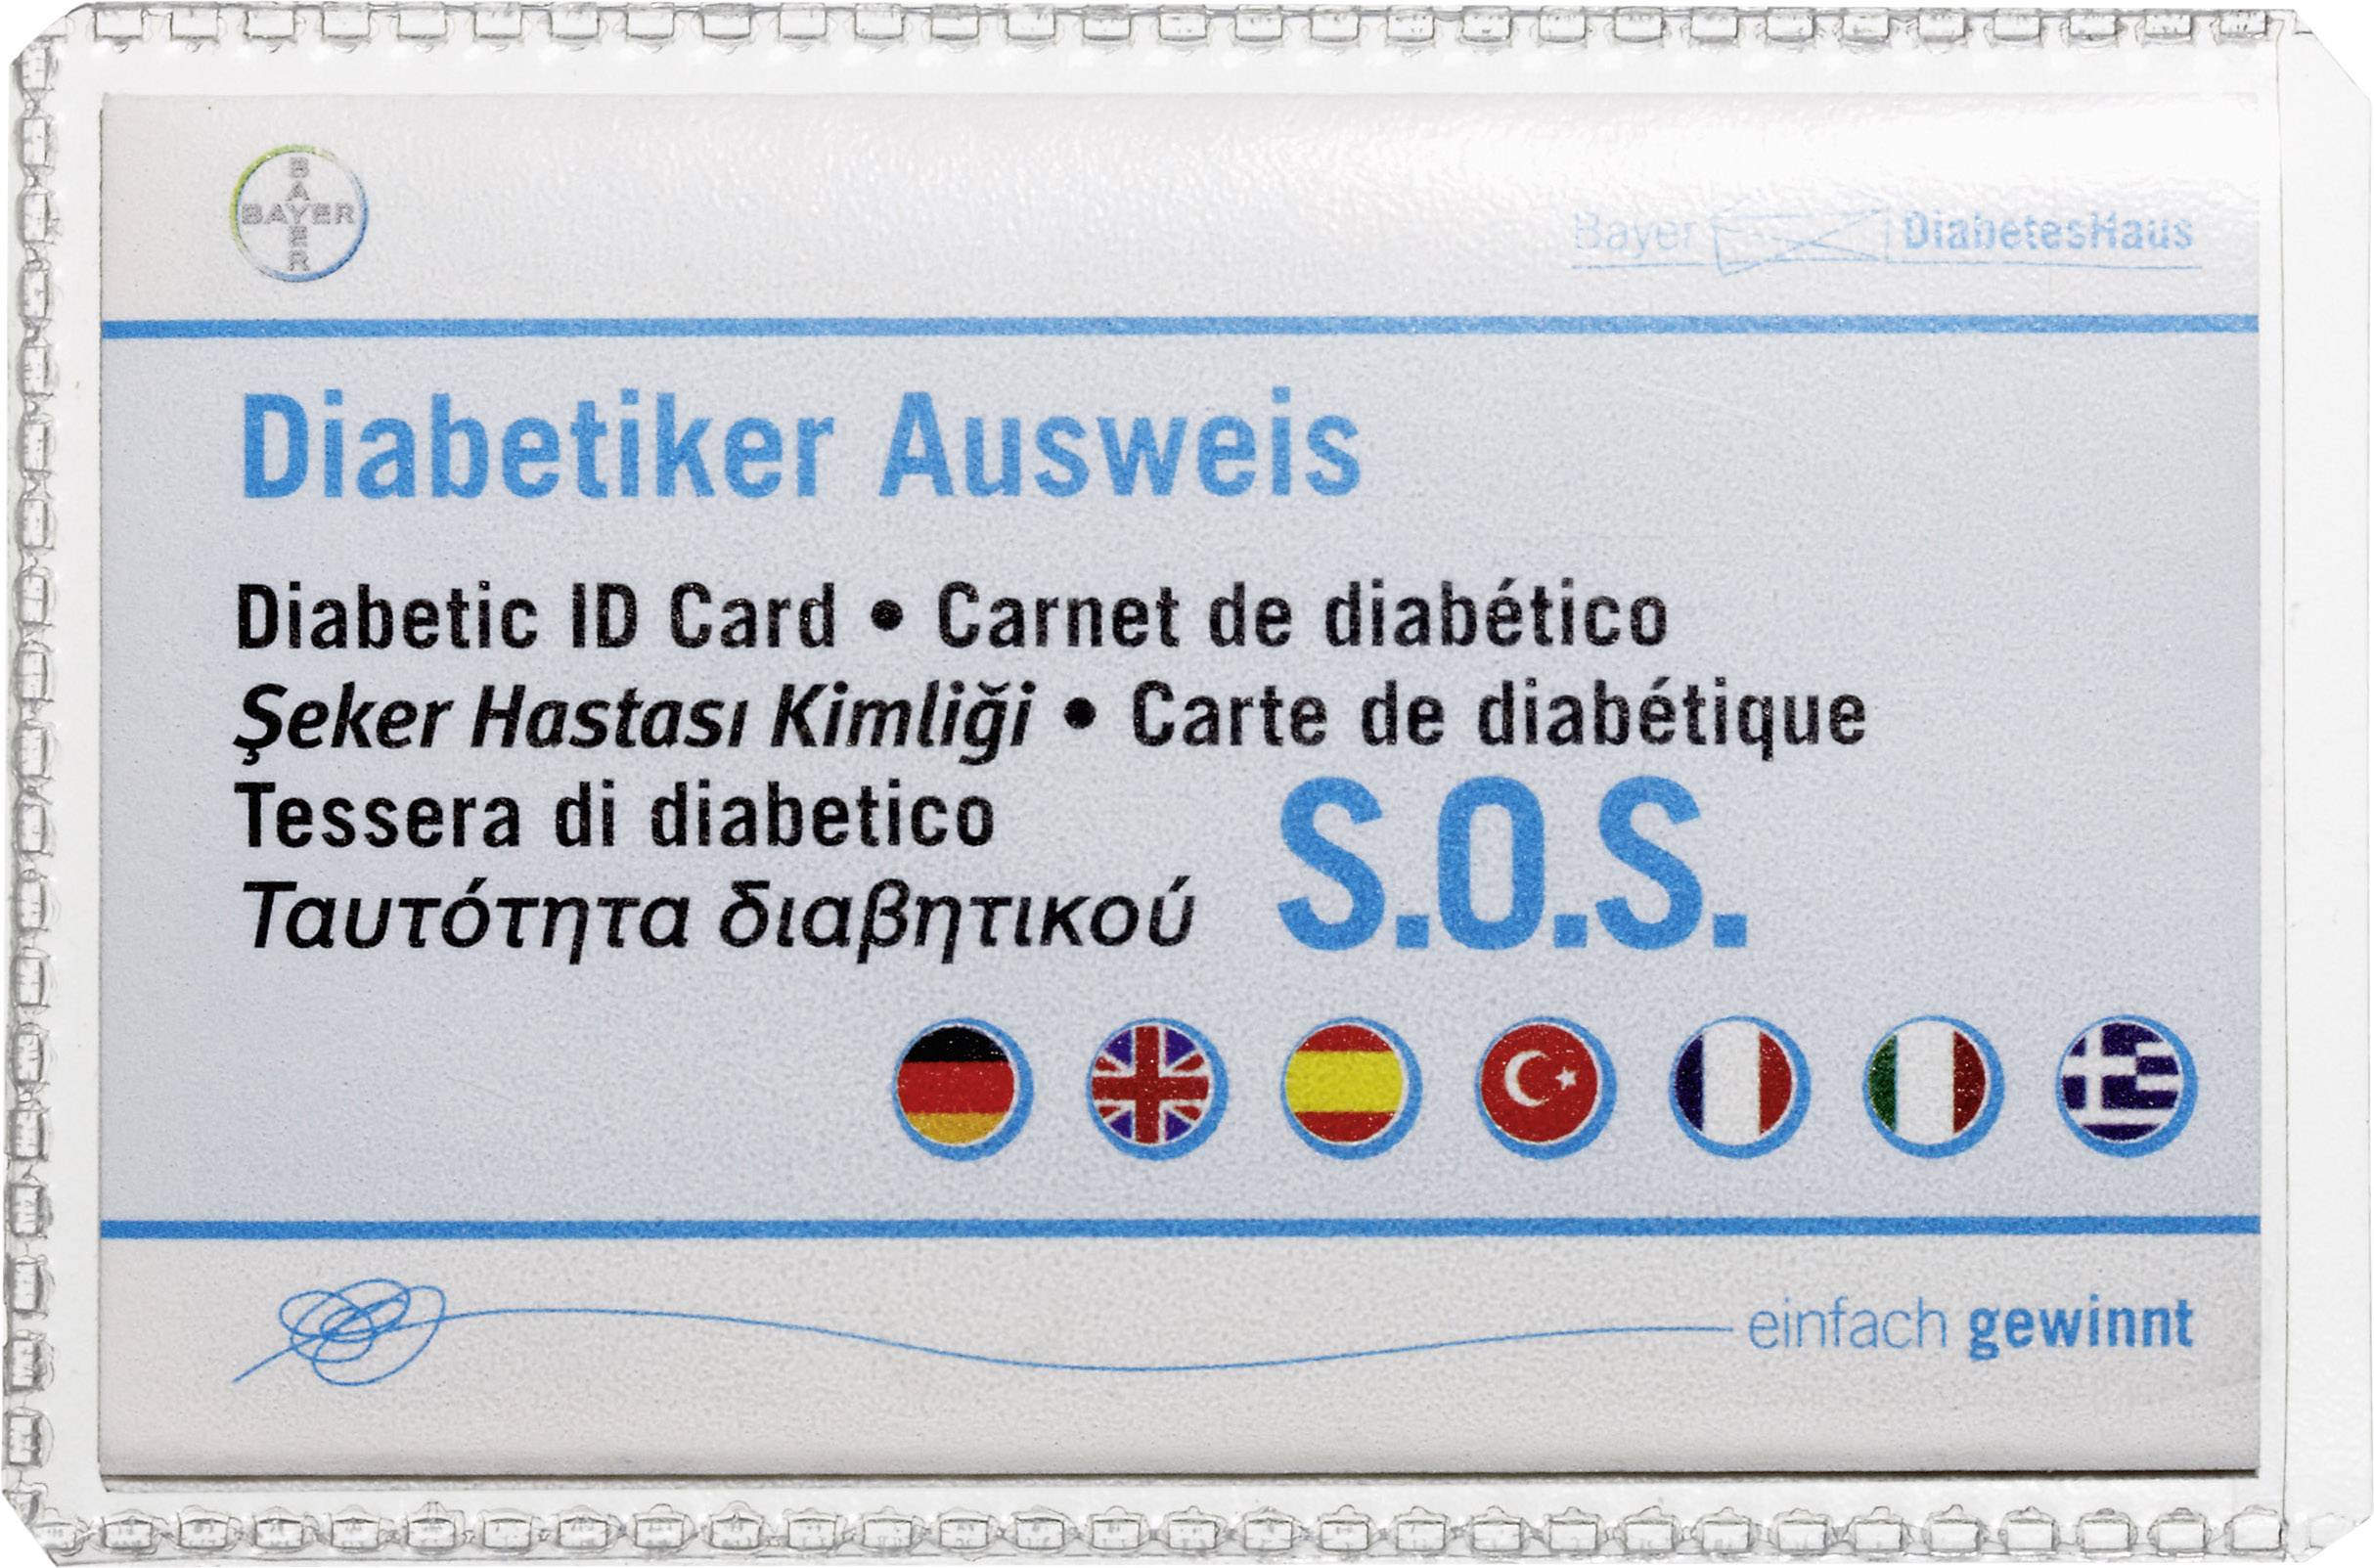 BAYER
BAYER
Bayer DiabetesHaus
Diabetiker Ausweis
Diabetic ID Card • Carnet de diabético
Şeker Hastası Kimliği • Carte de diabétique
Tessera di diabetico
Ταυτότητα διαβητικού S.O.S.
einfach gewinnt